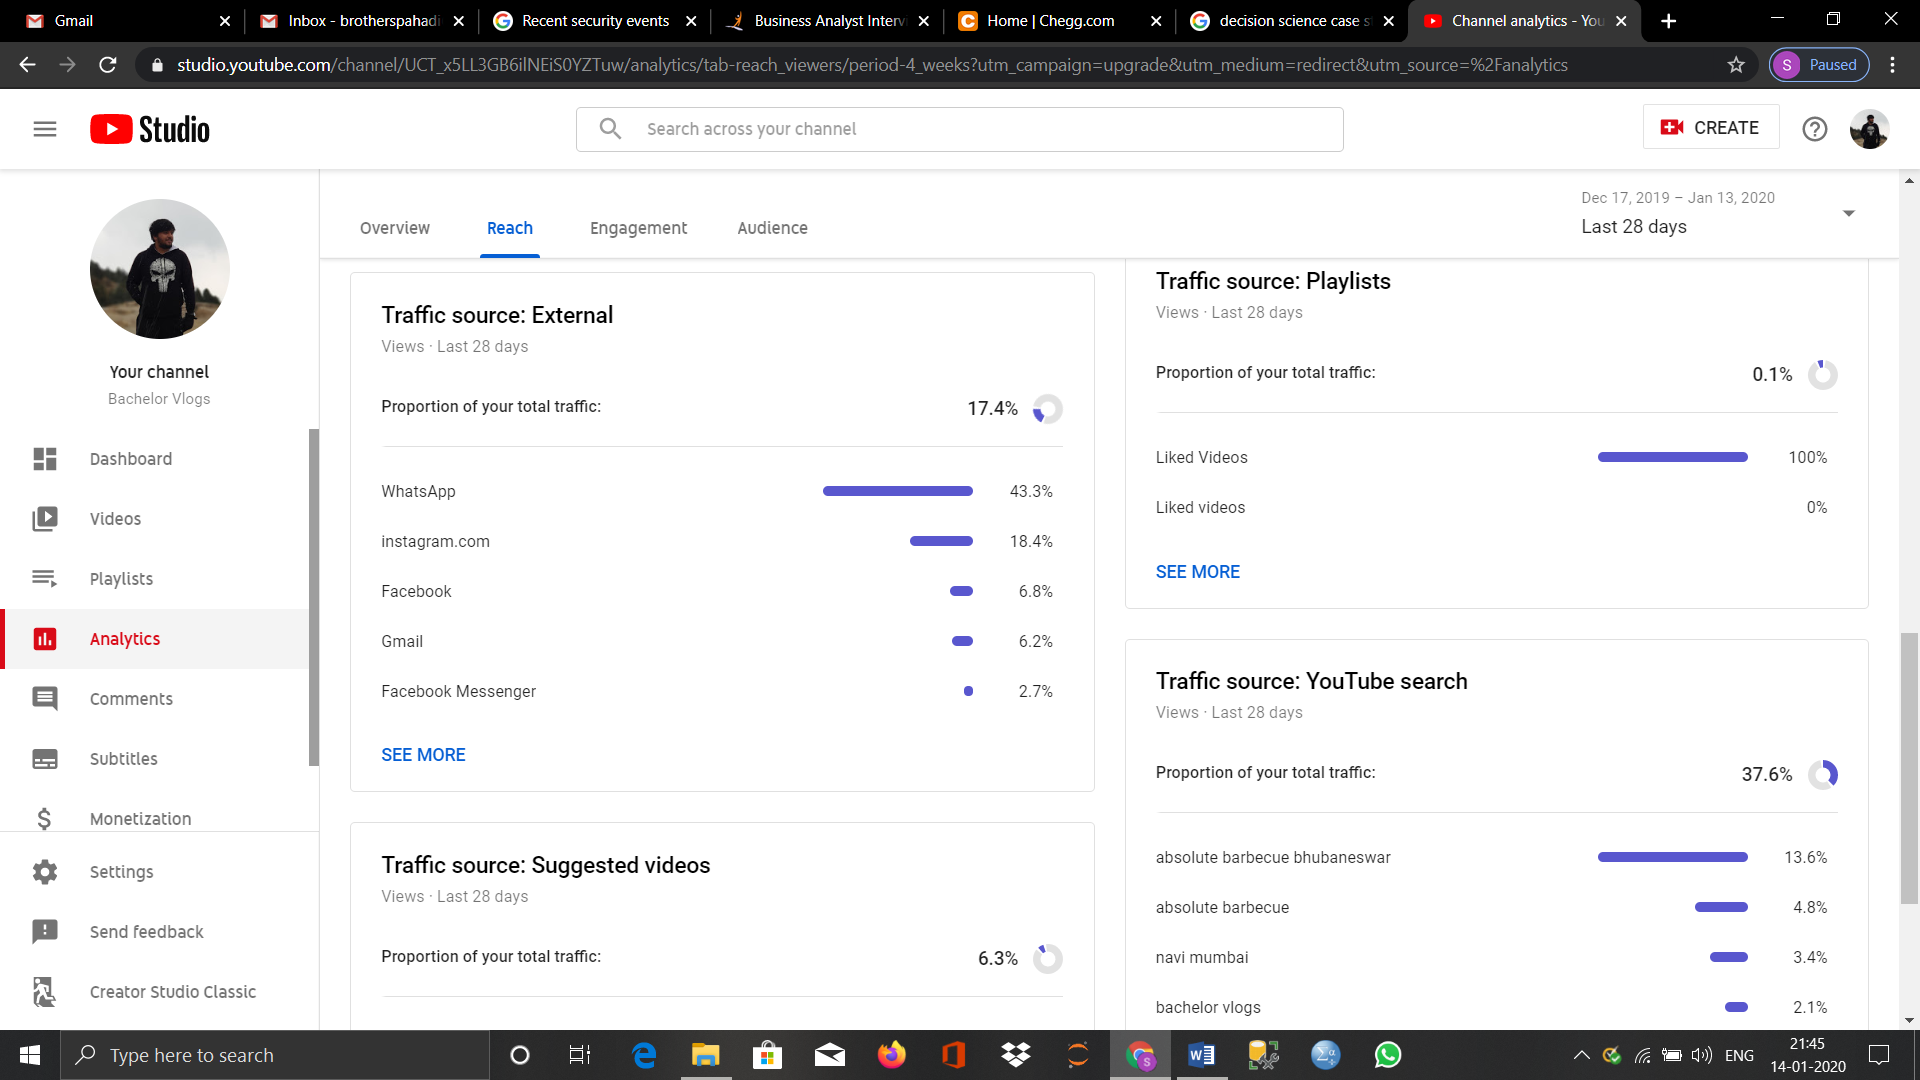 Gmail
Inbox - brotherspahadi
Recent security events
Business Analyst Interv
Home | Chegg.com
decision science case s
Channel analytics - You
studio.youtube.com/channel/UCT_x5LL3GB6ilNEiS0YZTuw/analytics/tab-reach_viewers/period-4_weeks?utm_campaign=upgrade&utm_medium=redirect&utm_source=%2Fanalytics
S Paused
Studio
Search across your channel
CREATE
Your channel
Bachelor Vlogs
Dashboard
Videos
Playlists
Analytics
Comments
Subtitles
Monetization
Settings
Send feedback
Creator Studio Classic
Overview
Reach
Engagement
Audience
Dec 17, 2019 – Jan 13, 2020
Last 28 days
Traffic source: External
Views · Last 28 days
Proportion of your total traffic: 17.4%
WhatsApp 43.3%
instagram.com 18.4%
Facebook 6.8%
Gmail 6.2%
Facebook Messenger 2.7%
SEE MORE
Traffic source: Suggested videos
Views · Last 28 days
Proportion of your total traffic: 6.3%
Traffic source: Playlists
Views · Last 28 days
Proportion of your total traffic: 0.1%
Liked Videos 100%
Liked videos 0%
SEE MORE
Traffic source: YouTube search
Views · Last 28 days
Proportion of your total traffic: 37.6%
absolute barbecue bhubaneswar 13.6%
absolute barbecue 4.8%
navi mumbai 3.4%
bachelor vlogs 2.1%
Type here to search
ENG
21:45
14-01-2020